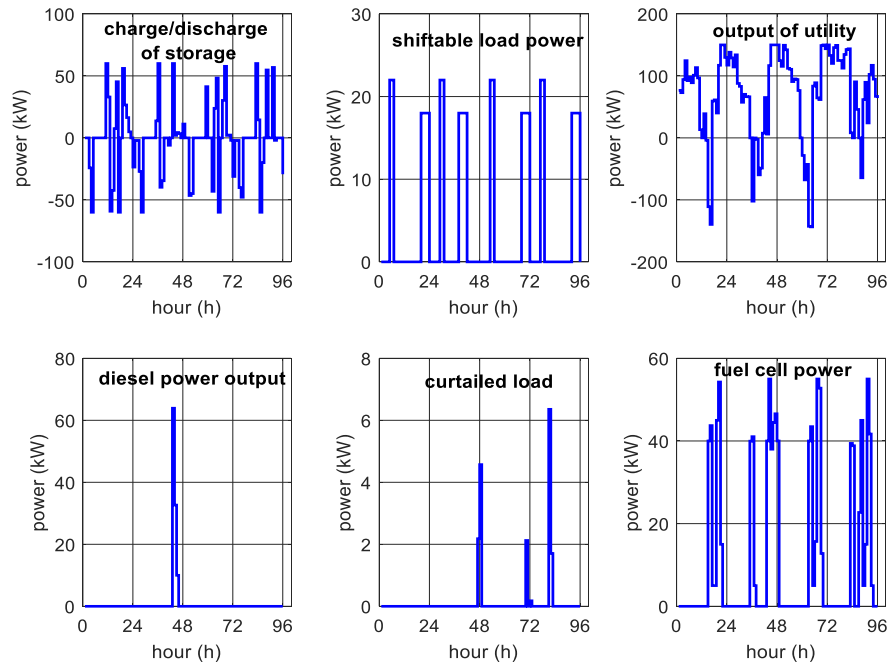 charge/discharge
of storage
power (kW)
100
50
0
-50
-100
0 24 48 72 96
hour (h)
shiftable load power
power (kW)
30
20
10
0
0 24 48 72 96
hour (h)
output of utility
power (kW)
200
100
0
-100
-200
0 24 48 72 96
hour (h)
diesel power output
power (kW)
80
60
40
20
0
0 24 48 72 96
hour (h)
curtailed load
power (kW)
8
6
4
2
0
0 24 48 72 96
hour (h)
fuel cell power
power (kW)
60
40
20
0
0 24 48 72 96
hour (h)